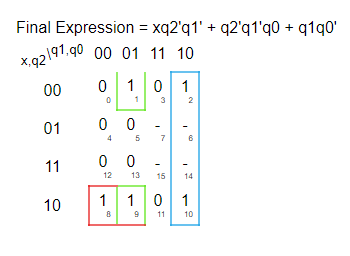 Final Expression = xq2'q1' + q2'q1'q0 + q1q0'
x,q2\q1,q0 00 01 11 10
00 0 1 0 1
0 1 3 2
01 0 0 - -
4 5 7 6
11 0 0 - -
12 13 15 14
10 1 1 0 1
8 9 11 10